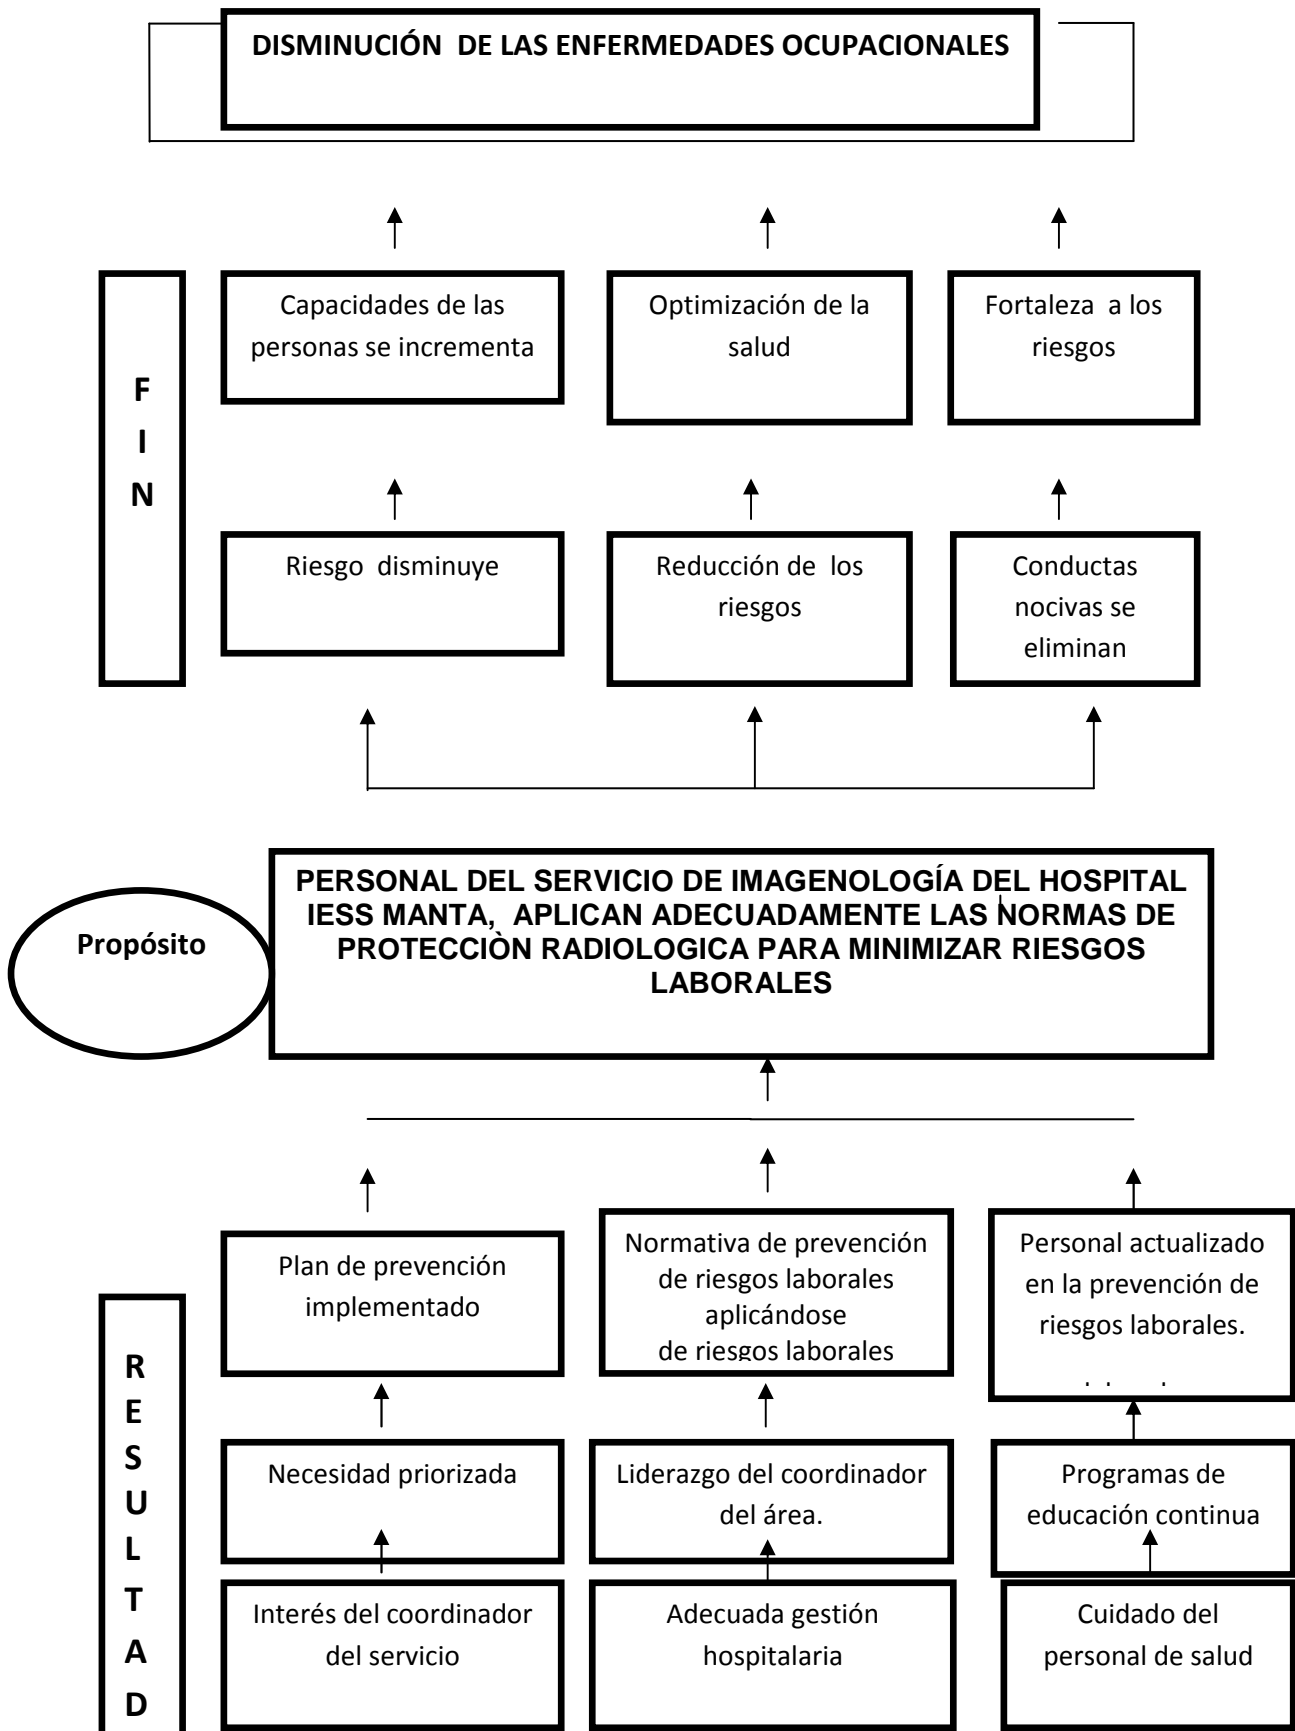 DISMINUCIÓN DE LAS ENFERMEDADES OCUPACIONALES
F
I
N
Capacidades de las
personas se incrementa
Optimización de la
salud
Fortaleza a los
riesgos
Riesgo disminuye
Reducción de los
riesgos
Conductas
nocivas se
eliminan
Propósito
PERSONAL DEL SERVICIO DE IMAGENOLOGÍA DEL HOSPITAL
IESS MANTA, APLICAN ADECUADAMENTE LAS NORMAS DE
PROTECCIÒN RADIOLOGICA PARA MINIMIZAR RIESGOS
LABORALES
R
E
S
U
L
T
A
D
Plan de prevención
implementado
Normativa de prevención
de riesgos laborales
aplicándose
de riesgos laborales
Personal actualizado
en la prevención de
riesgos laborales.
Necesidad priorizada
Liderazgo del coordinador
del área.
Programas de
educación continua
Interés del coordinador
del servicio
Adecuada gestión
hospitalaria
Cuidado del
personal de salud